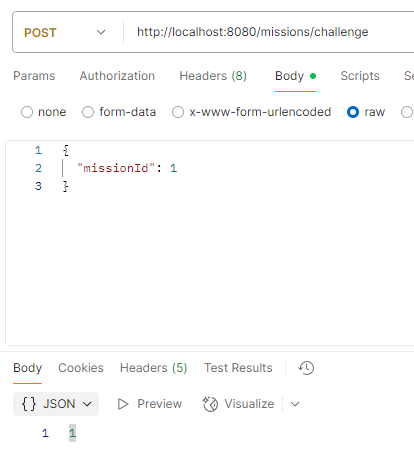 POST http://localhost:8080/missions/challenge
Params Authorization Headers (8) Body Scripts
none form-data x-www-form-urlencoded raw
1 {
2 "missionId": 1
3 }
Body Cookies Headers (5) Test Results
{} JSON Preview Visualize
1 1